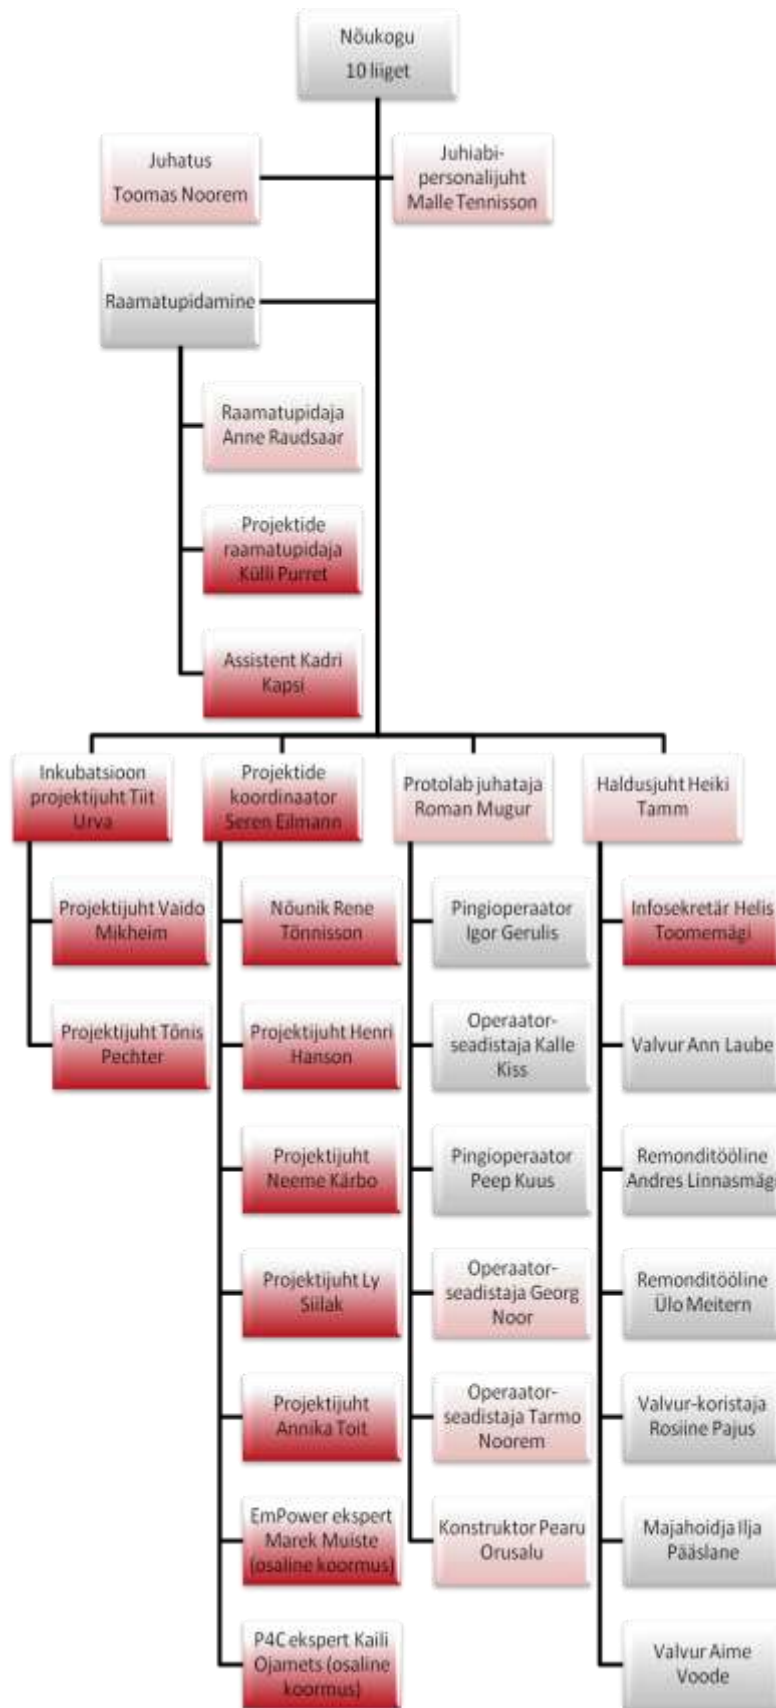 Nõukogu
10 liiget
Juhatus
Toomas Noorem
Juhiabi-
personalijuht
Malle Tennisson
Raamatupidamine
Raamatupidaja
Anne Raudsaar
Projektide
raamatupidaja
Külli Purret
Assistent Kadri
Kapsi
Inkubatsioon
projektijuht Tiit
Urva
Projektijuht Vaido
Mikheim
Projektijuht Tõnis
Pechter
Projektide
koordinaator
Seren Eilmann
Nõunik Rene
Tõnnisson
Projektijuht Henri
Hanson
Projektijuht
Neeme Kärbo
Projektijuht Ly
Siilak
Projektijuht
Annika Toit
EmPower ekspert
Marek Muiste
(osaline koormus)
P4C ekspert Kaili
Ojamets (osaline
koormus)
Protolab juhataja
Roman Mugur
Pingioperaator
Igor Gerulis
Operaator-
seadistaja Kalle
Kiss
Pingioperaator
Peep Kuus
Operaator-
seadistaja Georg
Noor
Operaator-
seadistaja Tarmo
Noorem
Konstruktor Pearu
Orusalu
Haldusjuht Heiki
Tamm
Infosekretär Helis
Toomemägi
Valvur Ann Laube
Remonditööline
Andres Linnasmägi
Remonditööline
Ülo Meitern
Valvur-koristaja
Rosiine Pajus
Majahoidja Ilja
Pääslane
Valvur Aime
Voode